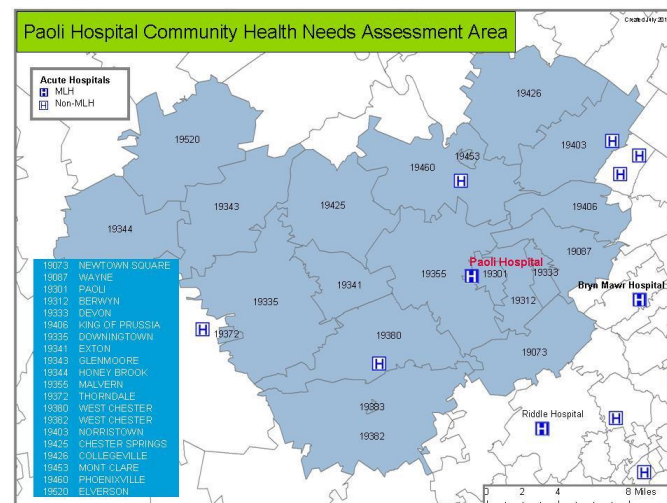 Paoli Hospital Community Health Needs Assessment Area
Acute Hospitals
H MLH
H Non-MLH
19426
19520
19403
19453
19460
H
H
H
H
19343
19425
19406
19344
19087
Paoli Hospital
H
19355
19301
19333
19341
19312
19335
Bryn Mawr Hospital
H
H
19372
19380
H
19073
19383
19382
Riddle Hospital
H
H
H
19073 NEWTOWN SQUARE
19087 WAYNE
19301 PAOLI
19312 BERWYN
19333 DEVON
19406 KING OF PRUSSIA
19335 DOWNINGTOWN
19341 EXTON
19343 GLENMOORE
19344 HONEY BROOK
19355 MALVERN
19372 THORNDALE
19380 WEST CHESTER
19382 WEST CHESTER
19403 NORRISTOWN
19425 CHESTER SPRINGS
19426 COLLEGEVILLE
19453 MONT CLARE
19460 PHOENIXVILLE
19520 ELVERSON
0 2 4 8 Miles